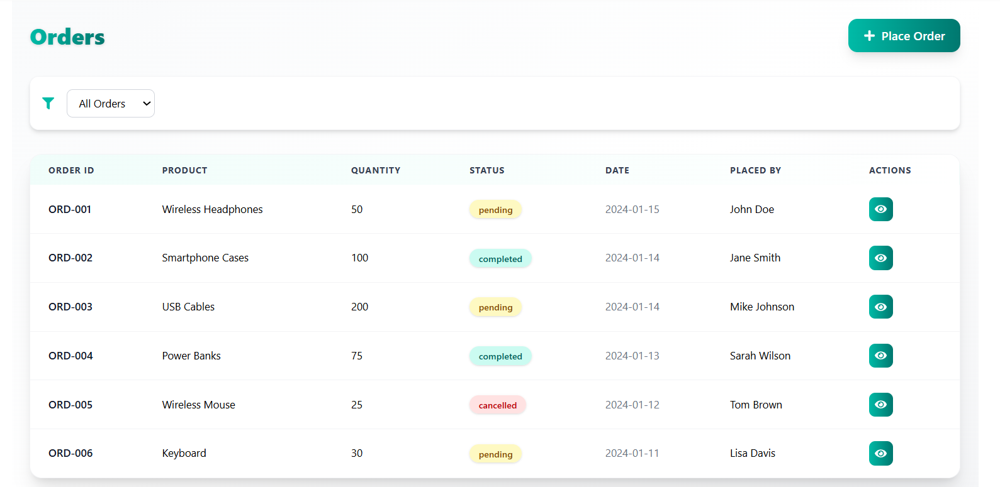 Orders
Place Order
All Orders
ORDER ID PRODUCT QUANTITY STATUS DATE PLACED BY ACTIONS
ORD-001 Wireless Headphones 50 pending 2024-01-15 John Doe
ORD-002 Smartphone Cases 100 completed 2024-01-14 Jane Smith
ORD-003 USB Cables 200 pending 2024-01-14 Mike Johnson
ORD-004 Power Banks 75 completed 2024-01-13 Sarah Wilson
ORD-005 Wireless Mouse 25 cancelled 2024-01-12 Tom Brown
ORD-006 Keyboard 30 pending 2024-01-11 Lisa Davis